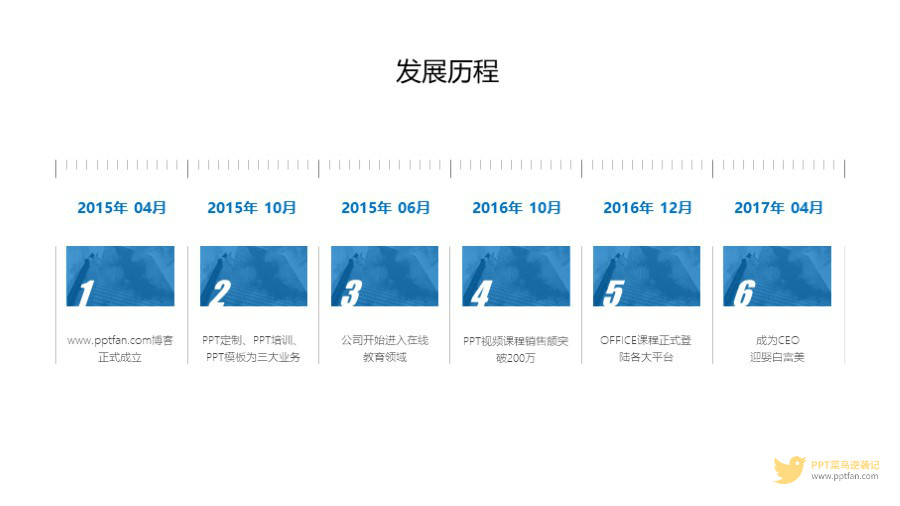 发展历程
2015年 04月
2015年 10月
2015年 06月
2016年 10月
2016年 12月
2017年 04月
1
2
3
4
5
6
www.pptfan.com博客
正式成立
PPT定制、PPT培训、
PPT模板为三大业务
公司开始进入在线
教育领域
PPT视频课程销售额突
破200万
OFFICE课程正式登
陆各大平台
成为CEO
迎娶白富美
PPT菜鸟逆袭记
www.pptfan.com